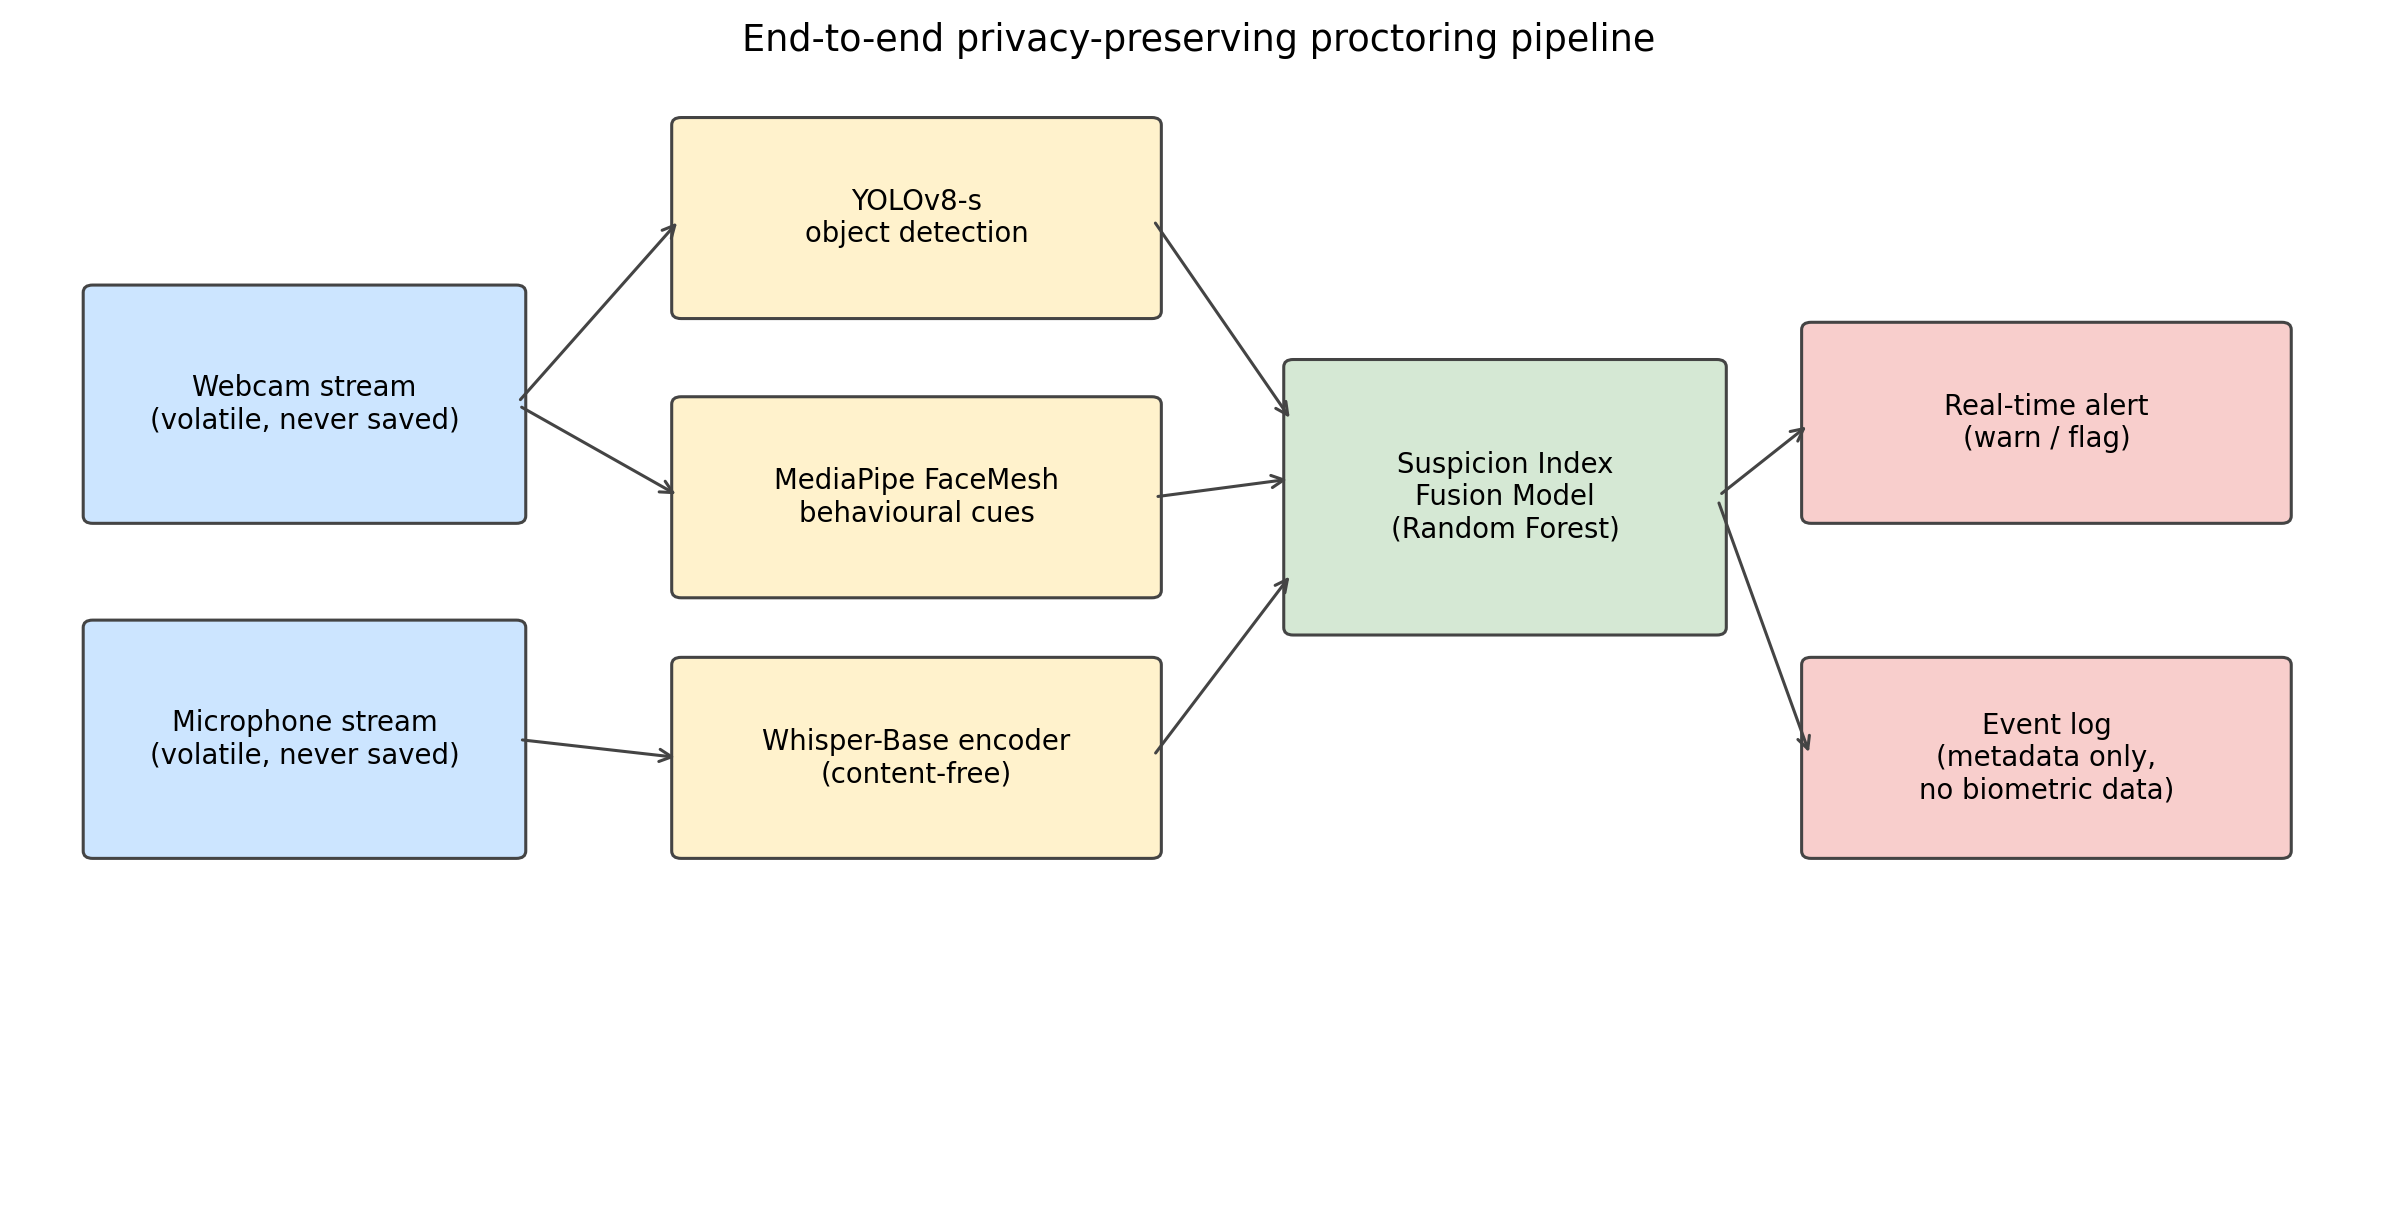 End-to-end privacy-preserving proctoring pipeline
YOLOv8-s
object detection
Webcam stream
(volatile, never saved)
MediaPipe FaceMesh
behavioural cues
Microphone stream
(volatile, never saved)
Whisper-Base encoder
(content-free)
Suspicion Index
Fusion Model
(Random Forest)
Real-time alert
(warn / flag)
Event log
(metadata only,
no biometric data)